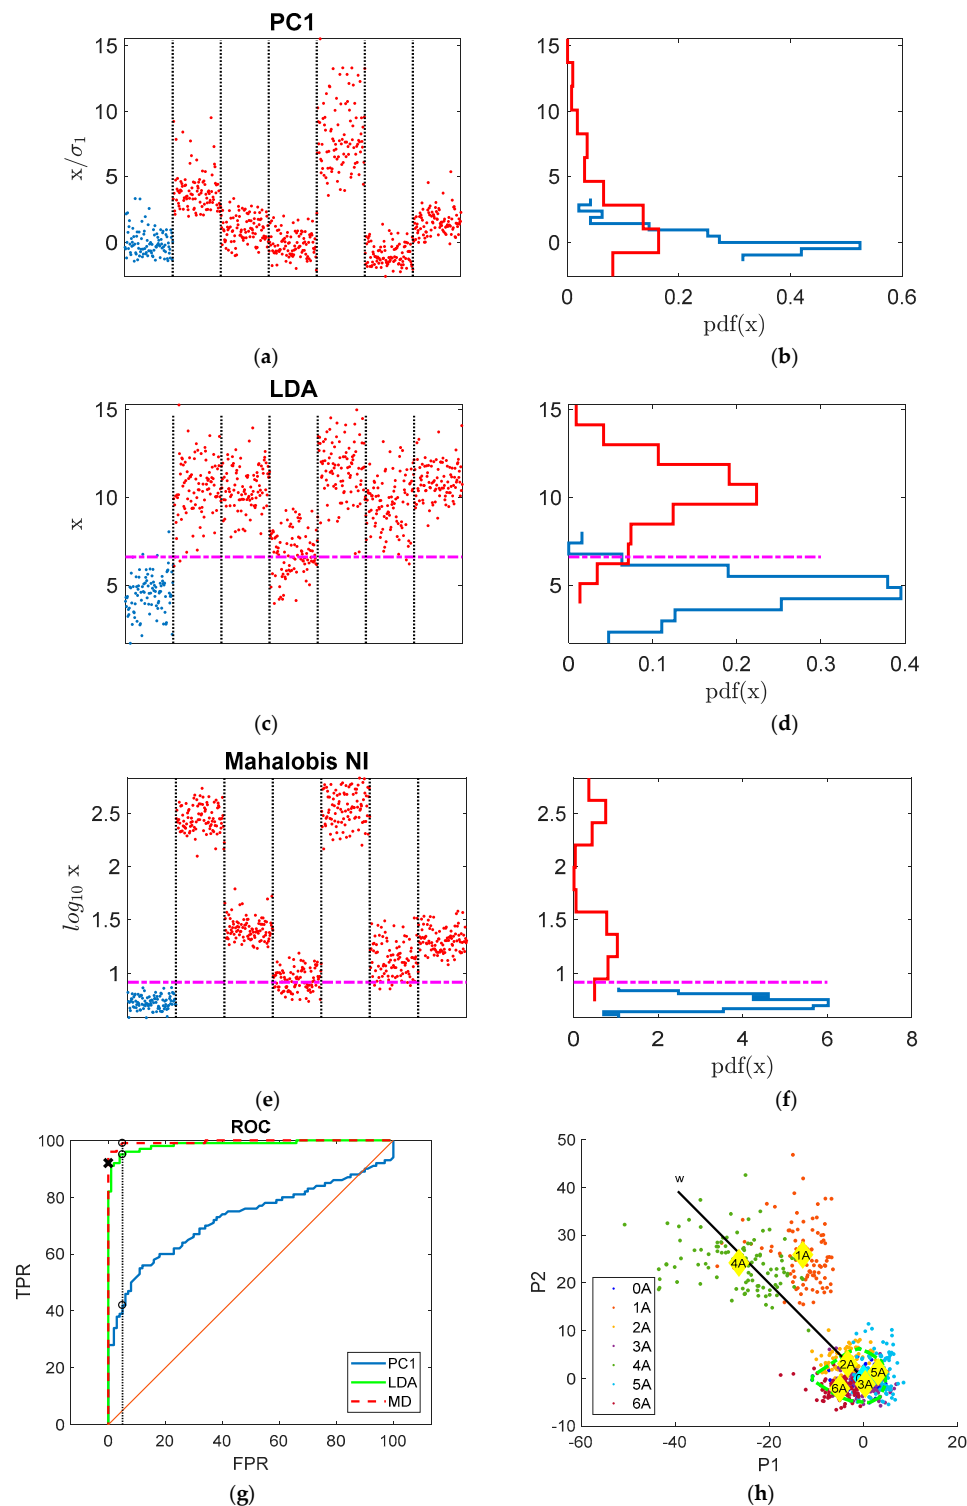 PC1
15
10
5
0
x/σ1
(a)
15
10
5
0
0 0.2 0.4 0.6
pdf(x)
(b)
LDA
15
10
5
x
(c)
15
10
5
0 0.1 0.2 0.3 0.4
pdf(x)
(d)
Mahalobis NI
2.5
2
1.5
1
log10 x
(e)
2.5
2
1.5
1
0 2 4 6 8
pdf(x)
(f)
ROC
100
80
60
40
20
0
TPR
0 20 40 60 80 100
FPR
PC1
LDA
MD
(g)
50
40
30
20
10
0
-10
P2
-60 -40 -20 0 20
P1
w
1A
4A
2A
5A
6A
3A
0A
1A
2A
3A
4A
5A
6A
(h)